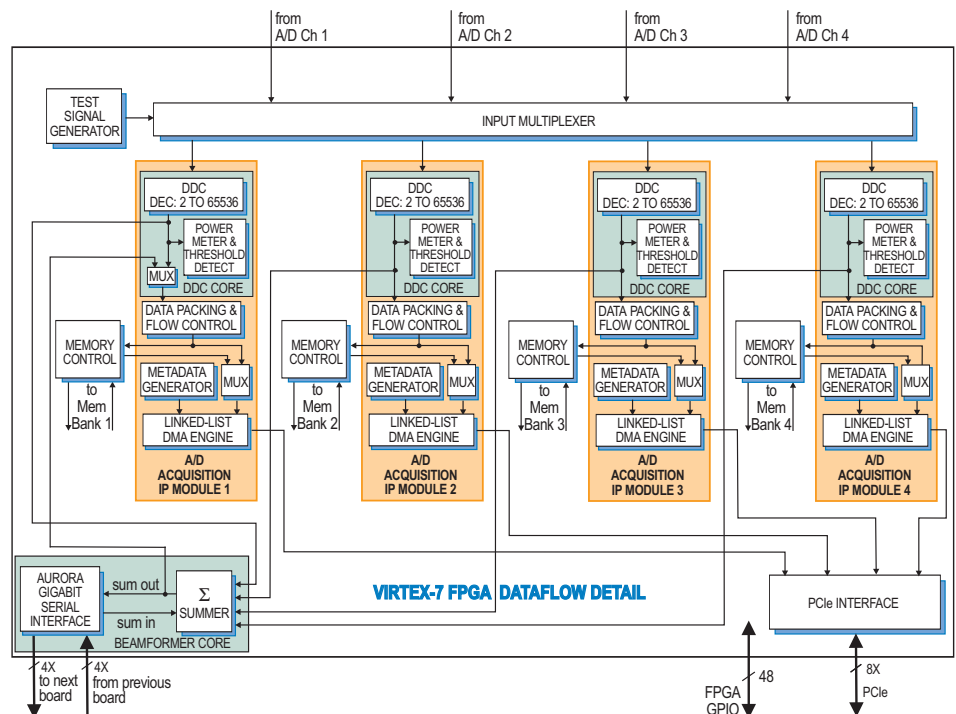 from
A/D Ch 1
from
A/D Ch 2
from
A/D Ch 3
from
A/D Ch 4
TEST
SIGNAL
GENERATOR
INPUT MULTIPLEXER
DDC
DEC: 2 TO 65536
POWER
METER &
THRESHOLD
DETECT
MUX
DDC CORE
DATA PACKING &
FLOW CONTROL
MEMORY
CONTROL
METADATA
GENERATOR
MUX
to
Mem
Bank 1
LINKED-LIST
DMA ENGINE
A/D
ACQUISITION
IP MODULE 1
DDC
DEC: 2 TO 65536
POWER
METER &
THRESHOLD
DETECT
DDC CORE
DATA PACKING &
FLOW CONTROL
MEMORY
CONTROL
METADATA
GENERATOR
MUX
to
Mem
Bank 2
LINKED-LIST
DMA ENGINE
A/D
ACQUISITION
IP MODULE 2
DDC
DEC: 2 TO 65536
POWER
METER &
THRESHOLD
DETECT
DDC CORE
DATA PACKING &
FLOW CONTROL
MEMORY
CONTROL
METADATA
GENERATOR
MUX
to
Mem
Bank 3
LINKED-LIST
DMA ENGINE
A/D
ACQUISITION
IP MODULE 3
DDC
DEC: 2 TO 65536
POWER
METER &
THRESHOLD
DETECT
DDC CORE
DATA PACKING &
FLOW CONTROL
MEMORY
CONTROL
METADATA
GENERATOR
MUX
to
Mem
Bank 4
LINKED-LIST
DMA ENGINE
A/D
ACQUISITION
IP MODULE 4
AURORA
GIGABIT
SERIAL
INTERFACE
sum out
sum in
Σ
SUMMER
BEAMFORMER CORE
VIRTEX-7 FPGA DATAFLOW DETAIL
PCIe INTERFACE
4X
to next
board
4X
from previous
board
48
FPGA
GPIO
8X
PCIe